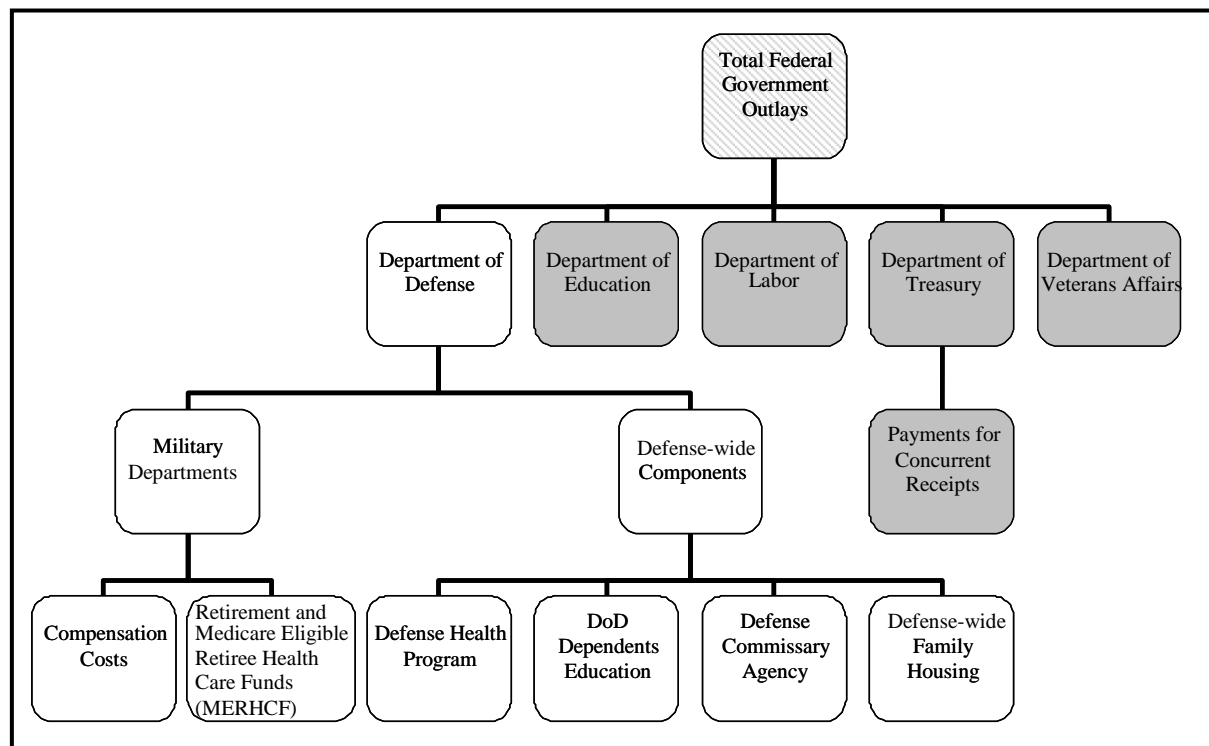 Total Federal
Government
Outlays
Department of
Defense
Department of
Education
Department of
Labor
Department of
Treasury
Department of
Veterans Affairs
Military
Departments
Defense-wide
Components
Payments for
Concurrent
Receipts
Compensation
Costs
Retirement and
Medicare Eligible
Retiree Health
Care Funds
(MERHCF)
Defense Health
Program
DoD
Dependents
Education
Defense
Commissary
Agency
Defense-wide
Family
Housing